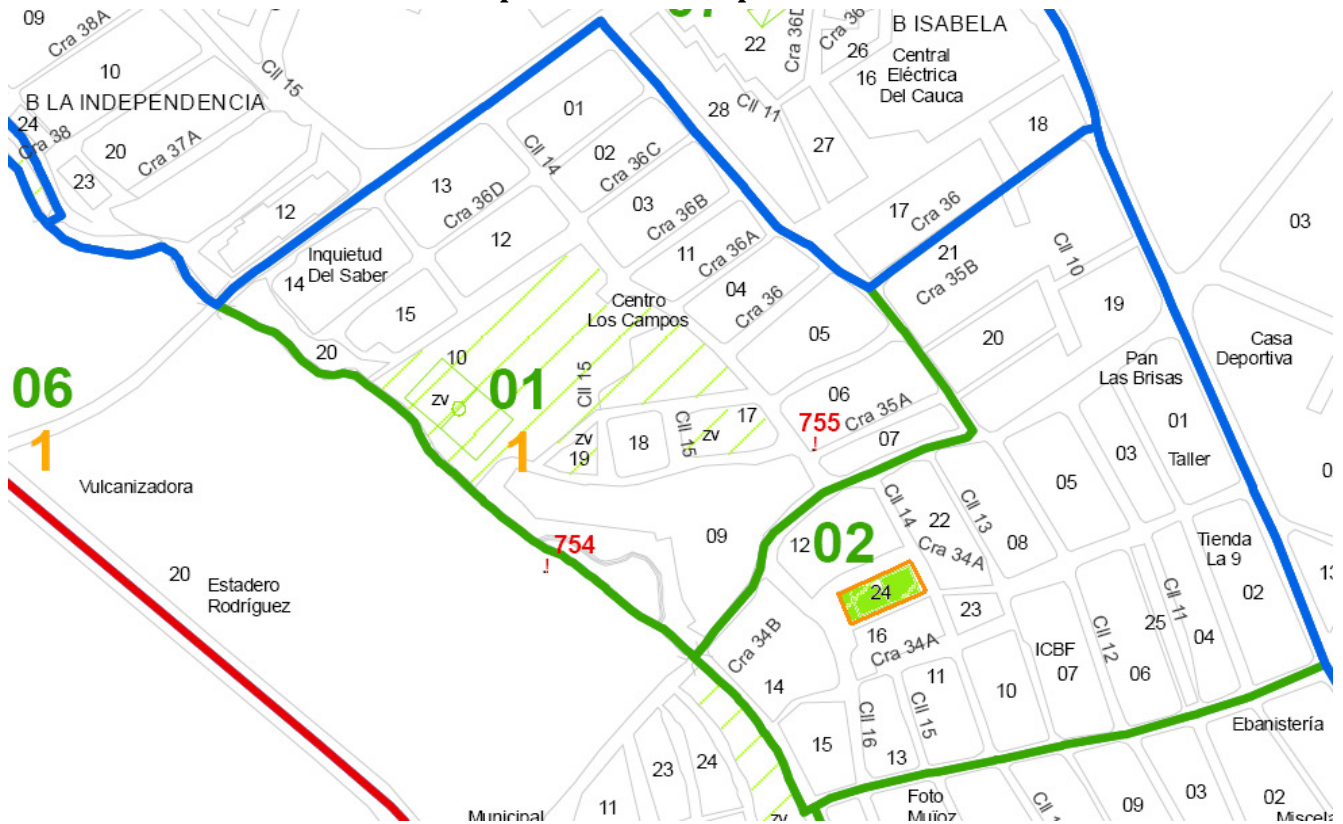 09
Cra 38A
B ISABELA
Cra 36D
22
26
Central
Eléctrica
Del Cauca
16
10
Cll 15
B LA INDEPENDENCIA
24
Cra 38
20
Cra 37A
23
01
28
Cll 11
27
18
Cll 14
02
Cra 36C
13
Cra 36D
03
Cra 36B
17
Cra 36
12
12
11
Cra 36A
21
Cra 35B
Cll 10
03
Inquietud
Del Saber
14
04
Cra 36
Centro
Los Campos
15
05
19
20
20
Casa
Deportiva
Pan
Las Brisas
10
06
1
zv
01
1
Cll 15
06
Cra 35A
755
!
07
17
zv
Cll 15
18
zv
19
01
03
Taller
Vulcanizadora
05
Cll 14
Cll 13
22
09
12
02
08
Cra 34A
Tienda
La 9
754
!
20
Estadero
Rodríguez
24
02
23
Cll 11
25
16
Cra 34A
Cra 34B
ICBF
07
Cll 12
04
06
14
11
10
Cll 16
Cll 15
15
13
Ebanistería
23
24
11
Municipal
zv
Foto
Muïoz
09
03
02